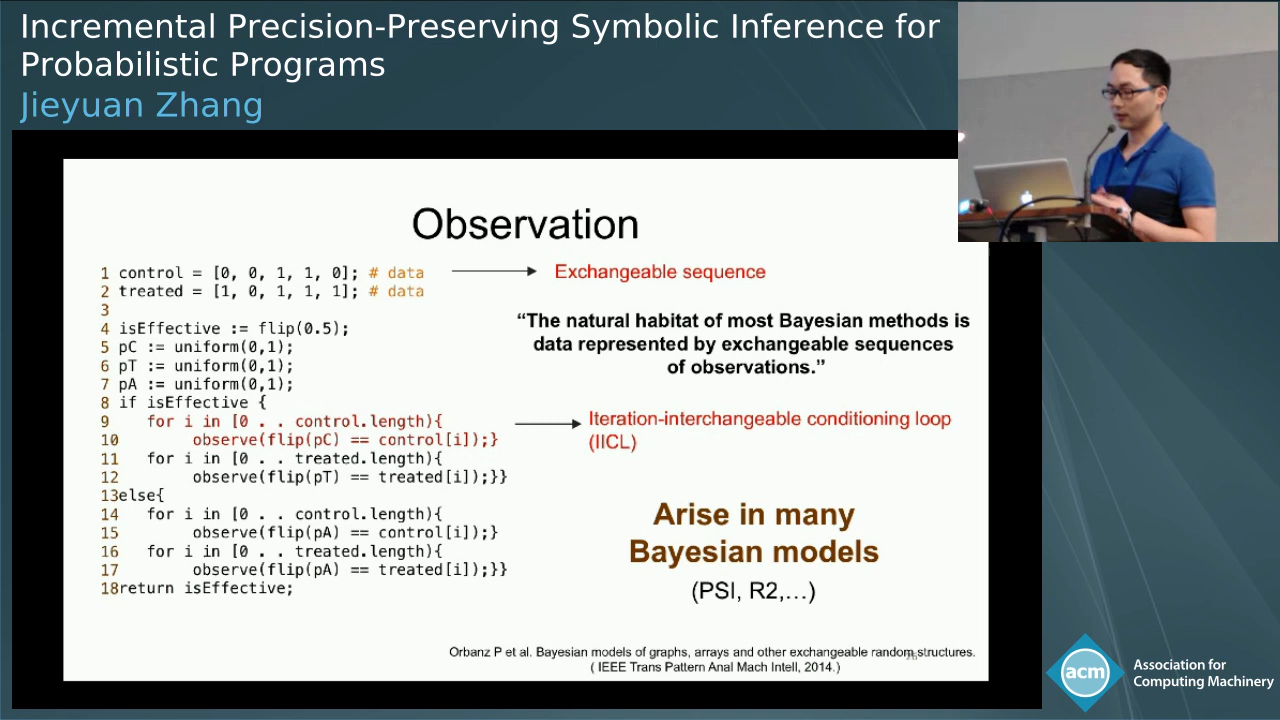 Incremental Precision-Preserving Symbolic Inference for
Probabilistic Programs
Jieyuan Zhang
Observation
1 control = [0, 0, 1, 1, 0]; # data
2 treated = [1, 0, 1, 1, 1]; # data
3
4 isEffective := flip(0.5);
5 pC := uniform(0,1);
6 pT := uniform(0,1);
7 pA := uniform(0,1);
8 if isEffective {
9 for i in [0 . . control.length){
10 observe(flip(pC) == control[i]);}
11 for i in [0 . . treated.length){
12 observe(flip(pT) == treated[i]);}}
13else{
14 for i in [0 . . control.length){
15 observe(flip(pA) == control[i]);}
16 for i in [0 . . treated.length){
17 observe(flip(pA) == treated[i]);}}
18return isEffective;
Exchangeable sequence
“The natural habitat of most Bayesian methods is
data represented by exchangeable sequences
of observations.”
Iteration-interchangeable conditioning loop
(IICL)
Arise in many
Bayesian models
(PSI, R2,…)
Orbanz P et al. Bayesian models of graphs, arrays and other exchangeable random structures.
( IEEE Trans Pattern Anal Mach Intell, 2014.)
acm
Association for
Computing Machinery